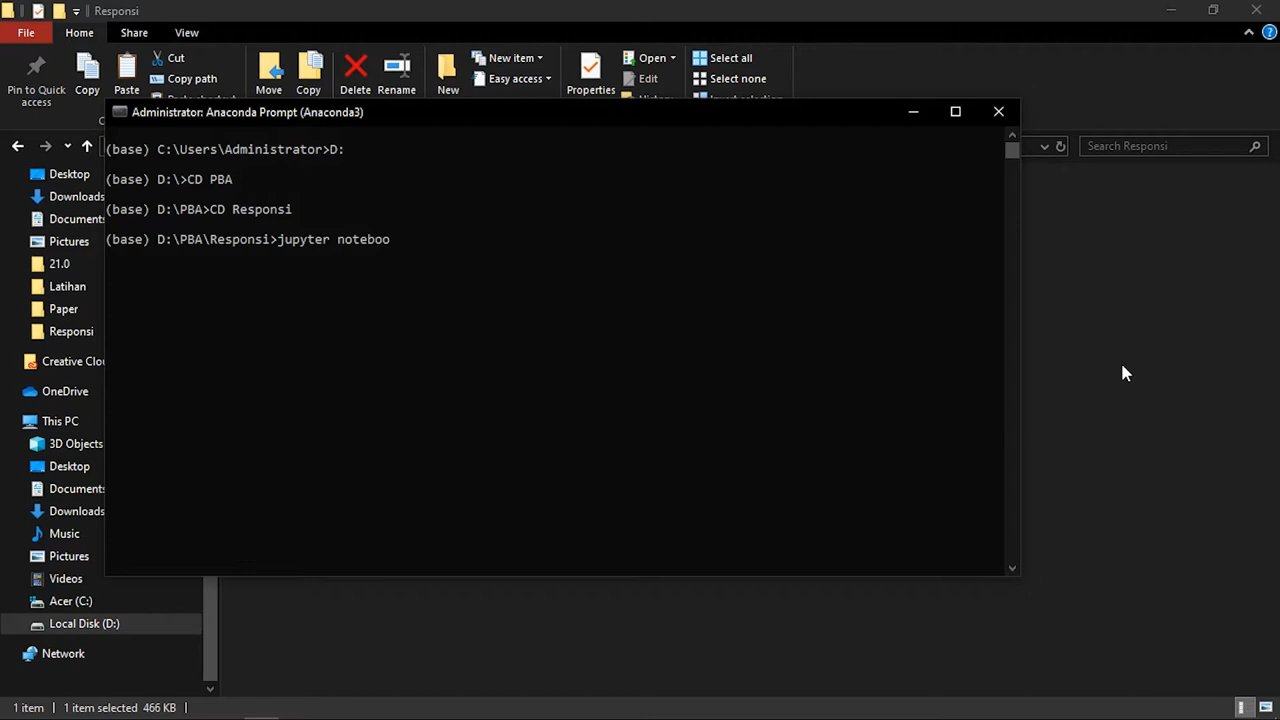 Responsi
File
Home
Share
View
Pin to Quick access
Copy
Paste
Cut
Copy path
Move
Copy
Delete
Rename
New
New item
Easy access
Properties
Open
Edit
Select all
Select none
Administrator: Anaconda Prompt (Anaconda3)
(base) C:\Users\Administrator>D:
(base) D:\>CD PBA
(base) D:\PBA>CD Responsi
(base) D:\PBA\Responsi>jupyter noteboo
Search Responsi
Desktop
Downloads
Documents
Pictures
21.0
Latihan
Paper
Responsi
Creative Clou
OneDrive
This PC
3D Objects
Desktop
Documents
Downloads
Music
Pictures
Videos
Acer (C:)
Local Disk (D:)
Network
1 item
1 item selected 466 KB